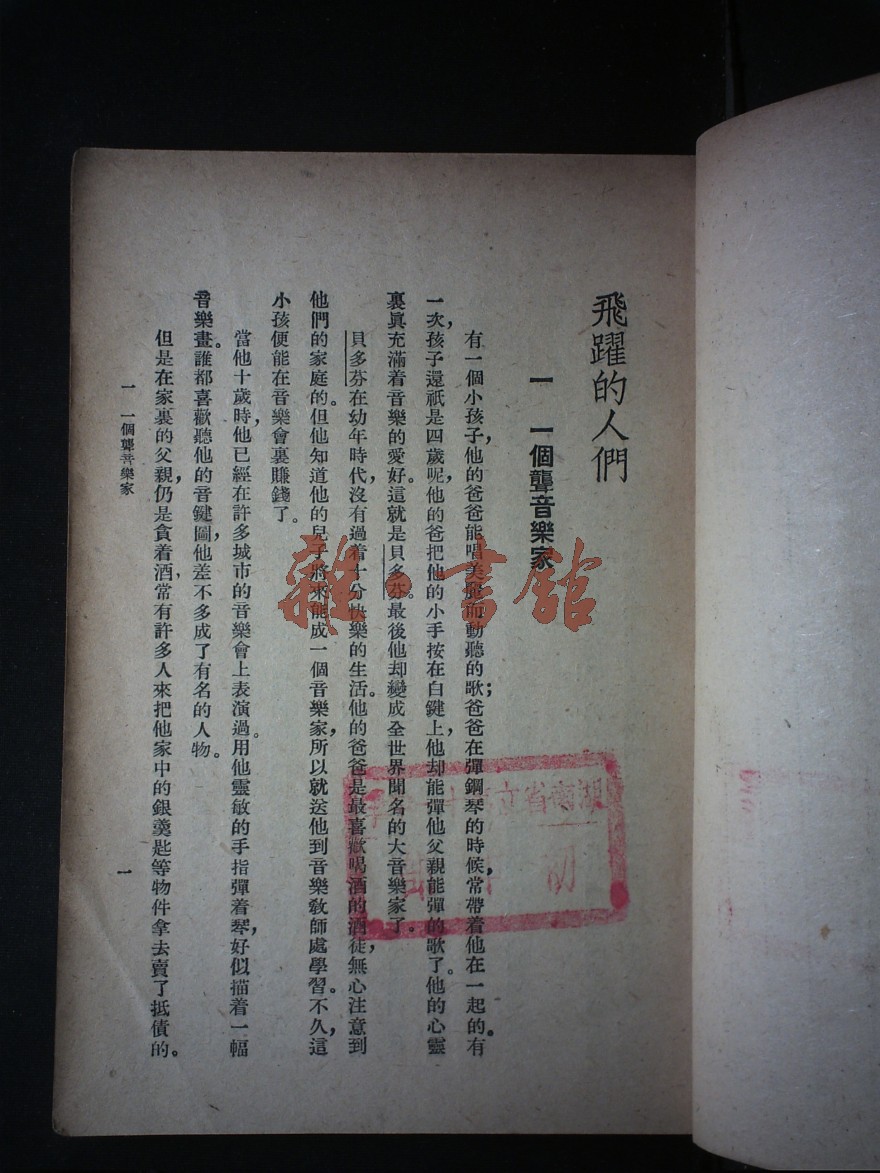 飛躍的人們
一 一個聾音樂家
有一個小孩子，他的爸爸能唱美麗而動聽的歌；爸爸在彈鋼琴的時候，常帶着他在一起的。有
一次，孩子還祇是四歲呢，他的爸把他的小手按在白鍵上，他却能彈他父親能彈的歌了。他的心靈
裏眞充滿着音樂的愛好。這就是貝多芬。最後他却變成全世界聞名的大音樂家了。
貝多芬在幼年時代，沒有過着十分快樂的生活。他的爸爸是最喜歡喝酒的酒徒，無心注意到
他們的家庭的。但他知道他的兒子將來能成一個音樂家，所以就送他到音樂教師處學習。不久，這
小孩便能在音樂會裏賺錢了。
當他十歲時，他已經在許多城市的音樂會上表演過。用他靈敏的手指彈着琴，好似描着一幅
音樂畫。誰都喜歡聽他的音鍵圖，他差不多成了有名的人物。
但是在家裏的父親，仍是貪着酒，常有許多人來把他家中的銀羹匙等物件拿去賣了抵債的。
一 一個聾音樂家
一
雜·書館
湖南省立十